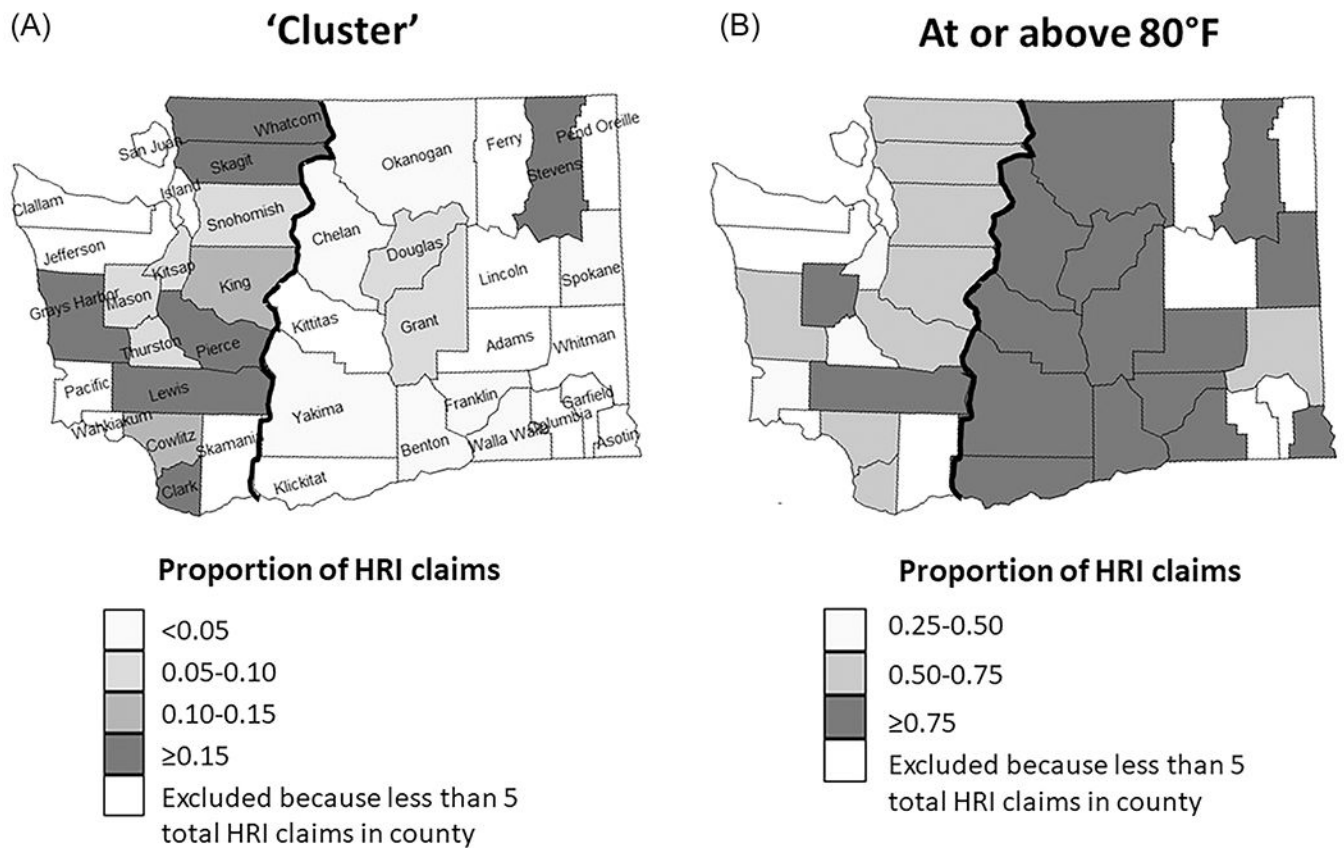 (A)
'Cluster'
Whatcom
San Juan
Skagit
Okanogan
Ferry
Pend Oreille
Stevens
Island
Clallam
Snohomish
Chelan
Jefferson
Douglas
Kitsap
King
Lincoln
Spokane
Grays Harbor
Mason
Kittitas
Grant
Thurston
Pierce
Adams
Whitman
Pacific
Lewis
Yakima
Franklin
Garfield
Wahkiakum
Cowlitz
Skamania
Benton
Walla Walla
Columbia
Asotin
Clark
Klickitat
Proportion of HRI claims
<0.05
0.05-0.10
0.10-0.15
≥0.15
Excluded because less than 5
total HRI claims in county
(B)
At or above 80°F
Proportion of HRI claims
0.25-0.50
0.50-0.75
≥0.75
Excluded because less than 5
total HRI claims in county